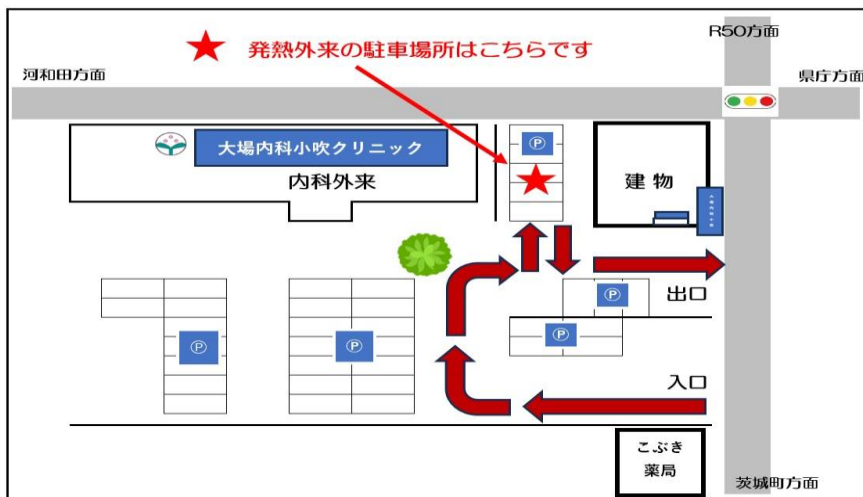 R50方面
発熱外来の駐車場所はこちらです
河和田方面
県庁方面
大場内科小吹クリニック
内科外来
P
建物
出口
P
P
P
P
入口
こぶき
薬局
茨城町方面